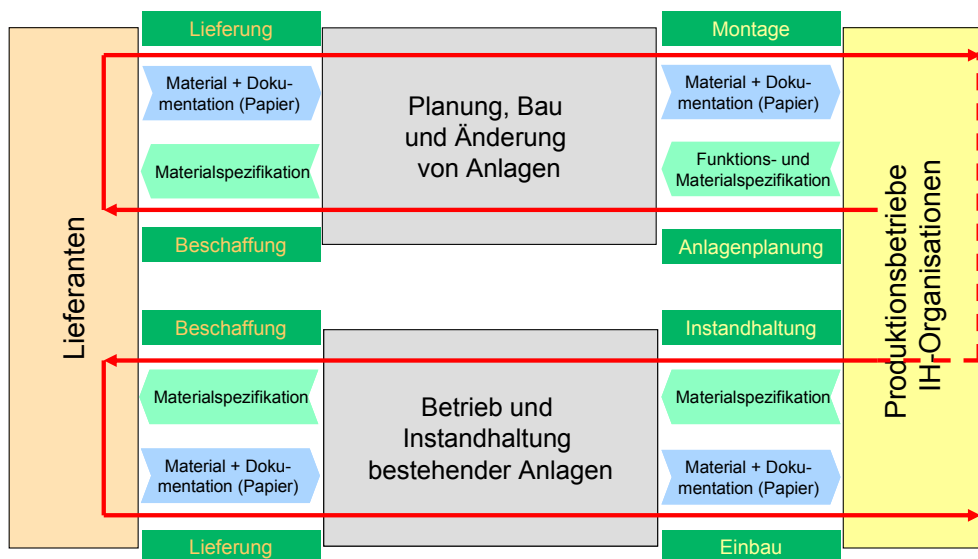 Lieferung
Montage
Material + Doku-
mentation (Papier)
Material + Doku-
mentation (Papier)
Planung, Bau
und Änderung
von Anlagen
Materialspezifikation
Funktions- und
Materialspezifikation
Beschaffung
Anlagenplanung
Lieferanten
Produktionsbetriebe
IH-Organisationen
Beschaffung
Instandhaltung
Materialspezifikation
Materialspezifikation
Betrieb und
Instandhaltung
bestehender Anlagen
Material + Doku-
mentation (Papier)
Material + Doku-
mentation (Papier)
Lieferung
Einbau